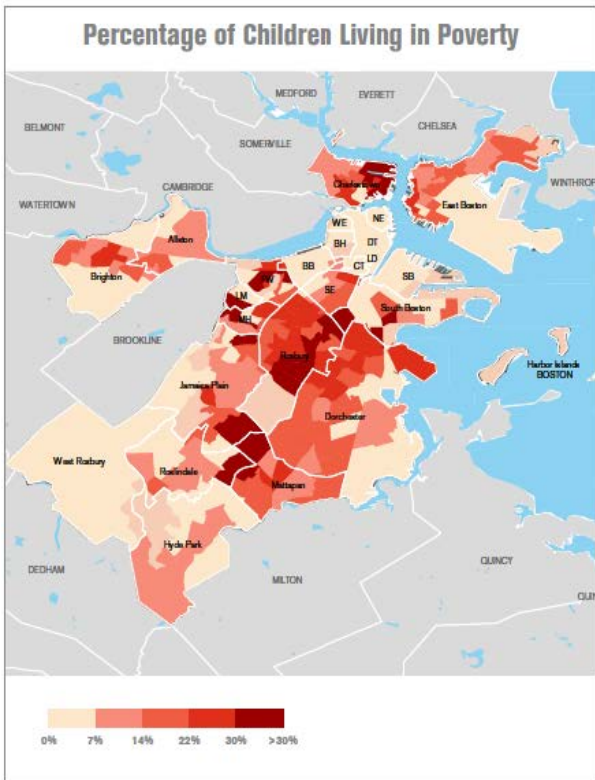 Percentage of Children Living in Poverty
MEDFORD
EVERETT
BELMONT
CHELSEA
SOMERVILLE
WINTHROP
Charlestown
CAMBRIDGE
WATERTOWN
East Boston
WE
NE
Allston
BH
DT
Brighton
BB
LD
CT
SB
FW
LM
SE
South Boston
MH
BROOKLINE
Roxbury
Harbor Islands
BOSTON
Jamaica Plain
Dorchester
West Roxbury
Roslindale
Mattapan
Hyde Park
QUINCY
DEDHAM
MILTON
QUIN
0% 7% 14% 22% 30% >30%